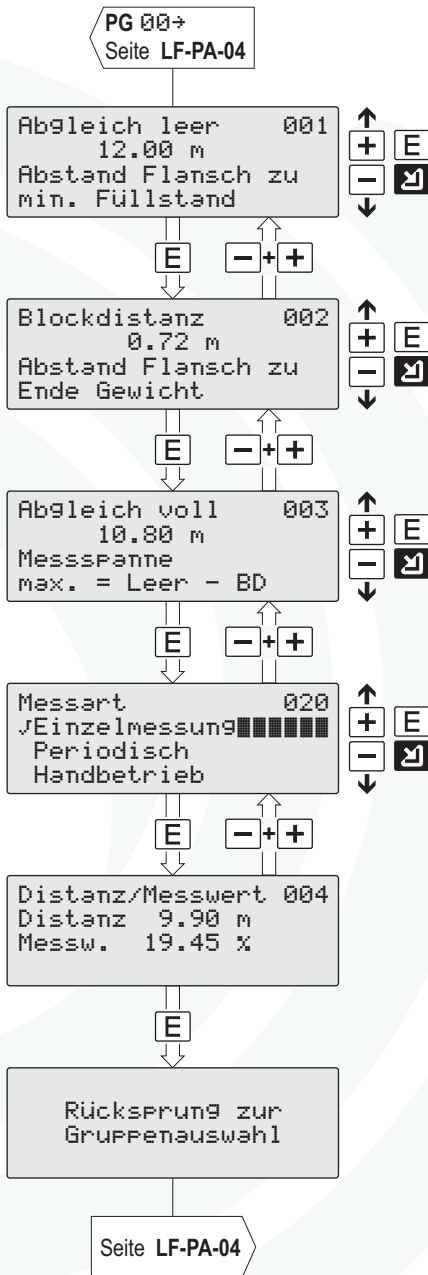 PG 00→
Seite LF-PA-04
Abgleich leer 001
12.00 m
Abstand Flansch zu
min. Füllstand
↑
+ E
−
↓
E
− + +
Blockdistanz 002
0.72 m
Abstand Flansch zu
Ende Gewicht
↑
+ E
−
↓
E
− + +
Abgleich voll 003
10.80 m
Messspanne
max. = Leer - BD
↑
+ E
−
↓
E
− + +
Messart 020
√Einzelmessung
Periodisch
Handbetrieb
↑
+ E
−
↓
E
− + +
Distanz/Messwert 004
Distanz 9.90 m
Messw. 19.45 %
E
Rücksprung zur
Gruppenauswahl
Seite LF-PA-04